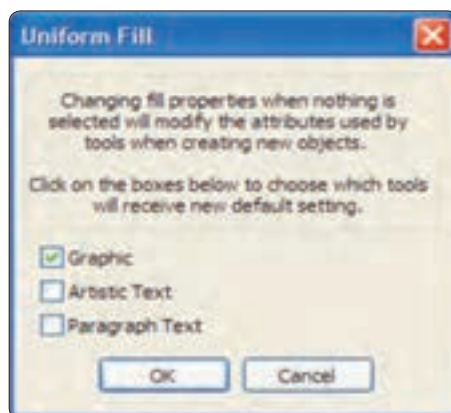 Uniform Fill
Changing fill properties when nothing is
selected will modify the attributes used by
tools when creating new objects.
Click on the boxes below to choose which tools
will receive new default setting.
Graphic
Artistic Text
Paragraph Text
OK
Cancel